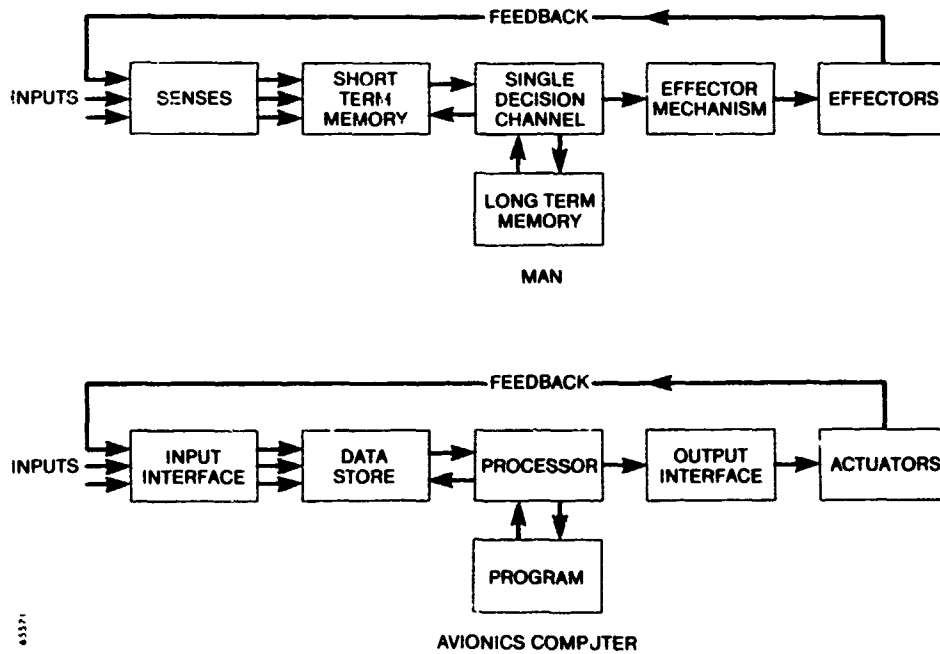 FEEDBACK
INPUTS
SENSES
SHORT
TERM
MEMORY
SINGLE
DECISION
CHANNEL
EFFECTOR
MECHANISM
EFFECTORS
LONG TERM
MEMORY
MAN
FEEDBACK
INPUTS
INPUT
INTERFACE
DATA
STORE
PROCESSOR
OUTPUT
INTERFACE
ACTUATORS
PROGRAM
AVIONICS COMPUTER